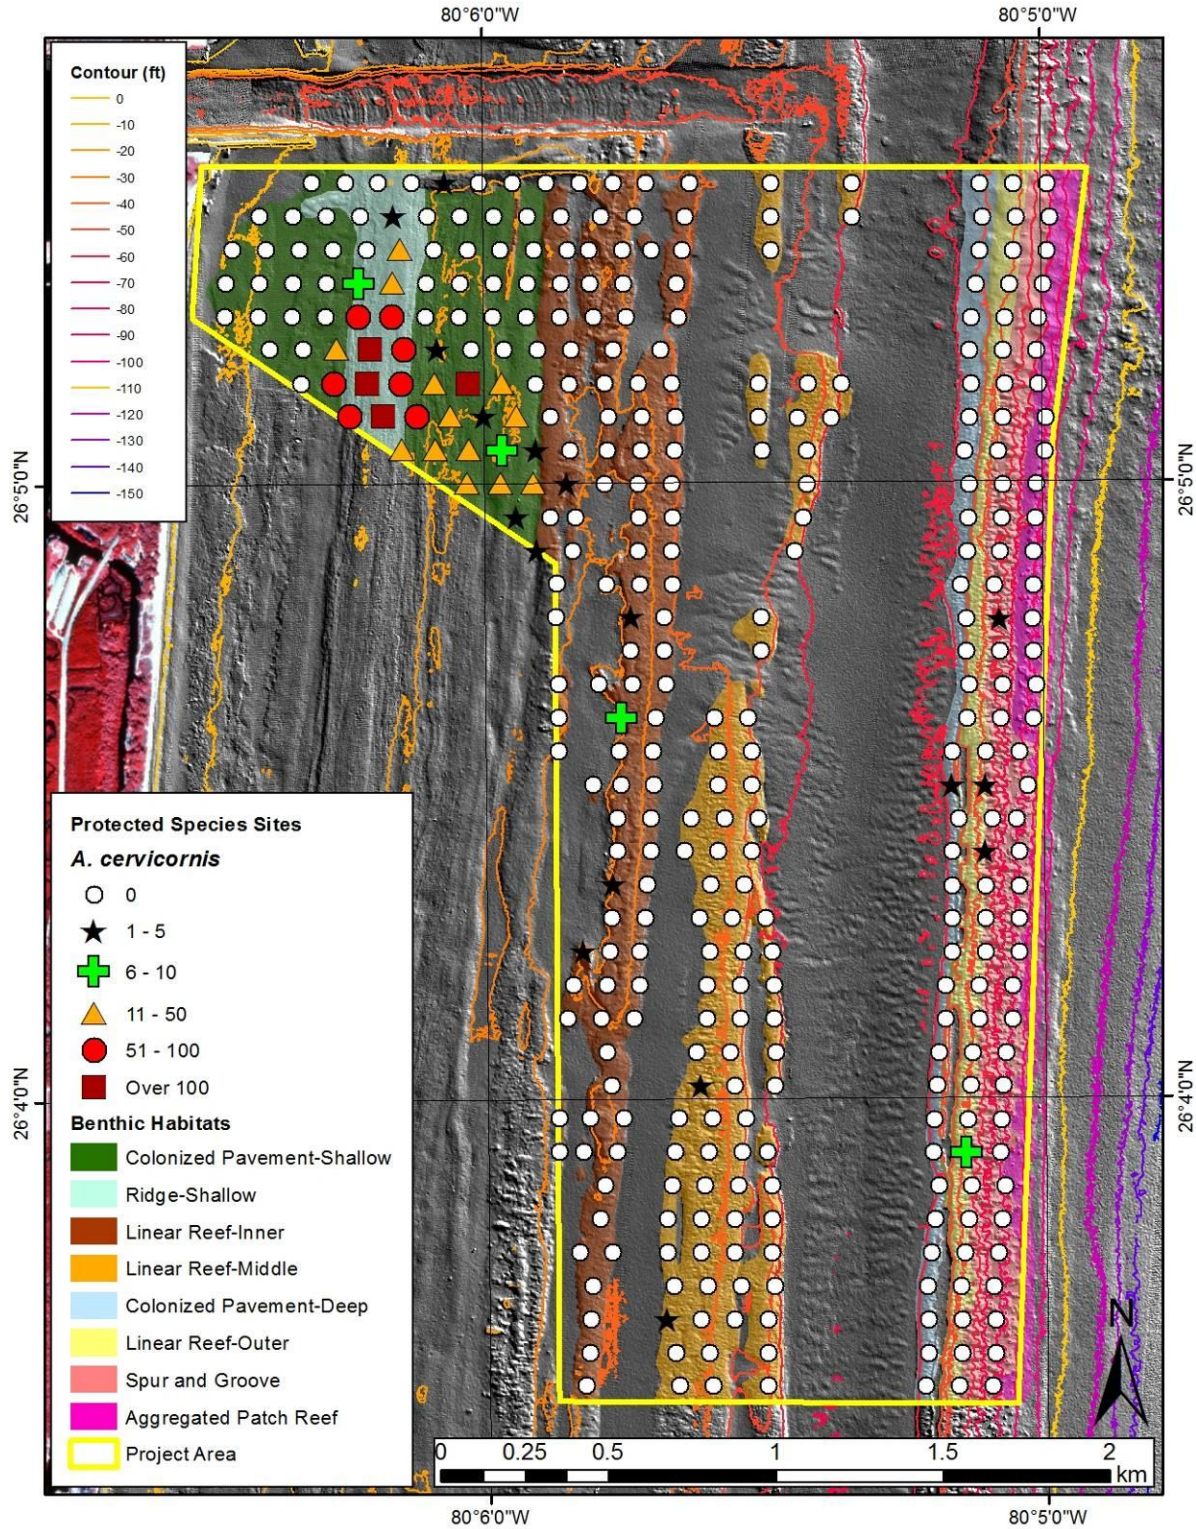 80°6'0"W
80°5'0"W
Contour (ft)
0
-10
-20
-30
-40
-50
-60
-70
-80
-90
-100
-110
-120
-130
-140
-150
26°5'0"N
26°5'0"N
Protected Species Sites
A. cervicornis
0
1 - 5
6 - 10
11 - 50
51 - 100
Over 100
26°4'0"N
26°4'0"N
Benthic Habitats
Colonized Pavement-Shallow
Ridge-Shallow
Linear Reef-Inner
Linear Reef-Middle
Colonized Pavement-Deep
Linear Reef-Outer
Spur and Groove
Aggregated Patch Reef
Project Area
N
0 0.25 0.5 1 1.5 2
km
80°6'0"W
80°5'0"W